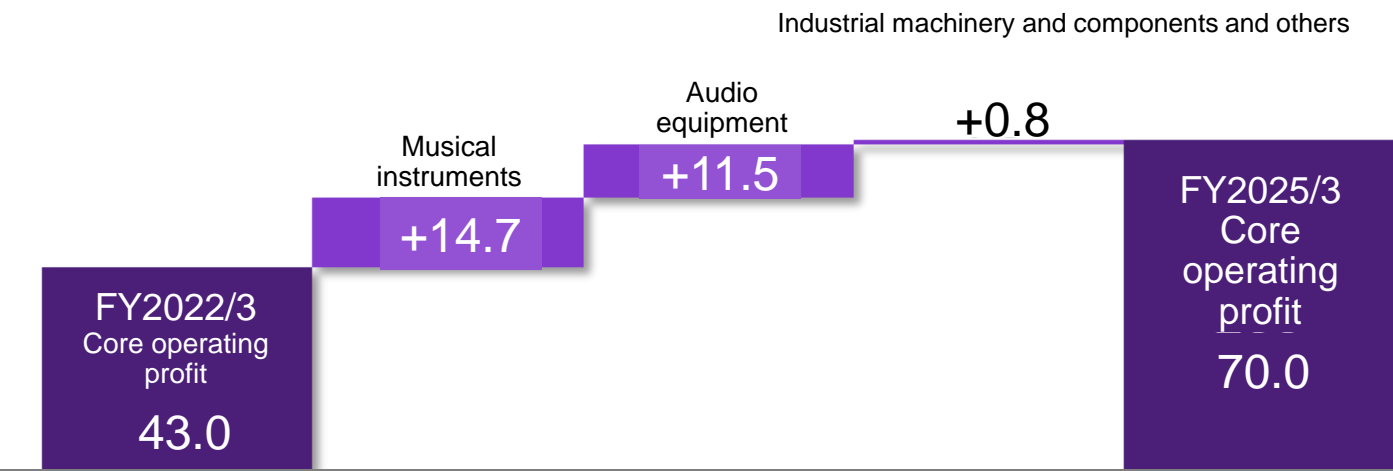 Industrial machinery and components and others
Audio
equipment
+0.8
Musical
instruments
+11.5
FY2025/3
Core
operating
profit
+14.7
FY2022/3
Core operating
profit
70.0
43.0